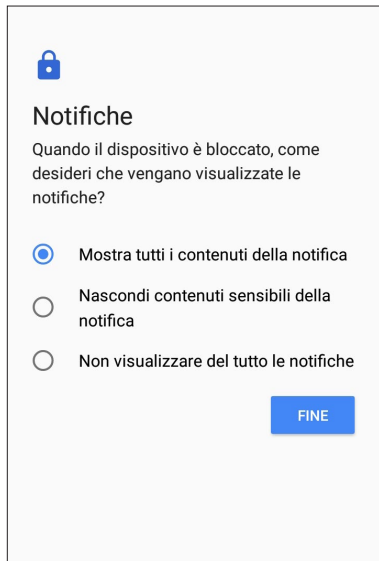 Notifiche
Quando il dispositivo è bloccato, come
desideri che vengano visualizzate le
notifiche?
Mostra tutti i contenuti della notifica
Nascondi contenuti sensibili della
notifica
Non visualizzare del tutto le notifiche
FINE